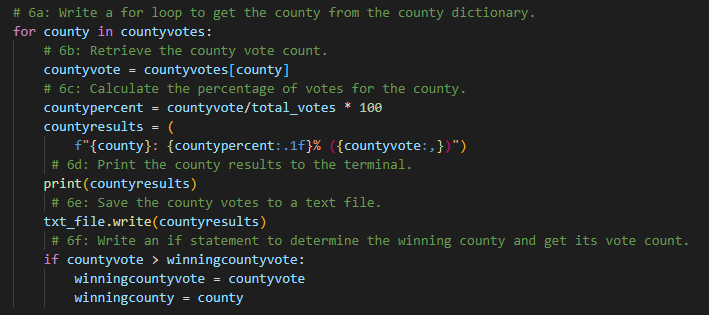 # 6a: Write a for loop to get the county from the county dictionary.
for county in countyvotes:
    # 6b: Retrieve the county vote count.
    countyvote = countyvotes[county]
    # 6c: Calculate the percentage of votes for the county.
    countypercent = countyvote/total_votes * 100
    countyresults = (
        f"{county}: {countypercent:.1f}% ({countyvote:,})")
     # 6d: Print the county results to the terminal.
    print(countyresults)
     # 6e: Save the county votes to a text file.
    txt_file.write(countyresults)
     # 6f: Write an if statement to determine the winning county and get its vote count.
    if countyvote > winningcountyvote:
        winningcountyvote = countyvote
        winningcounty = county